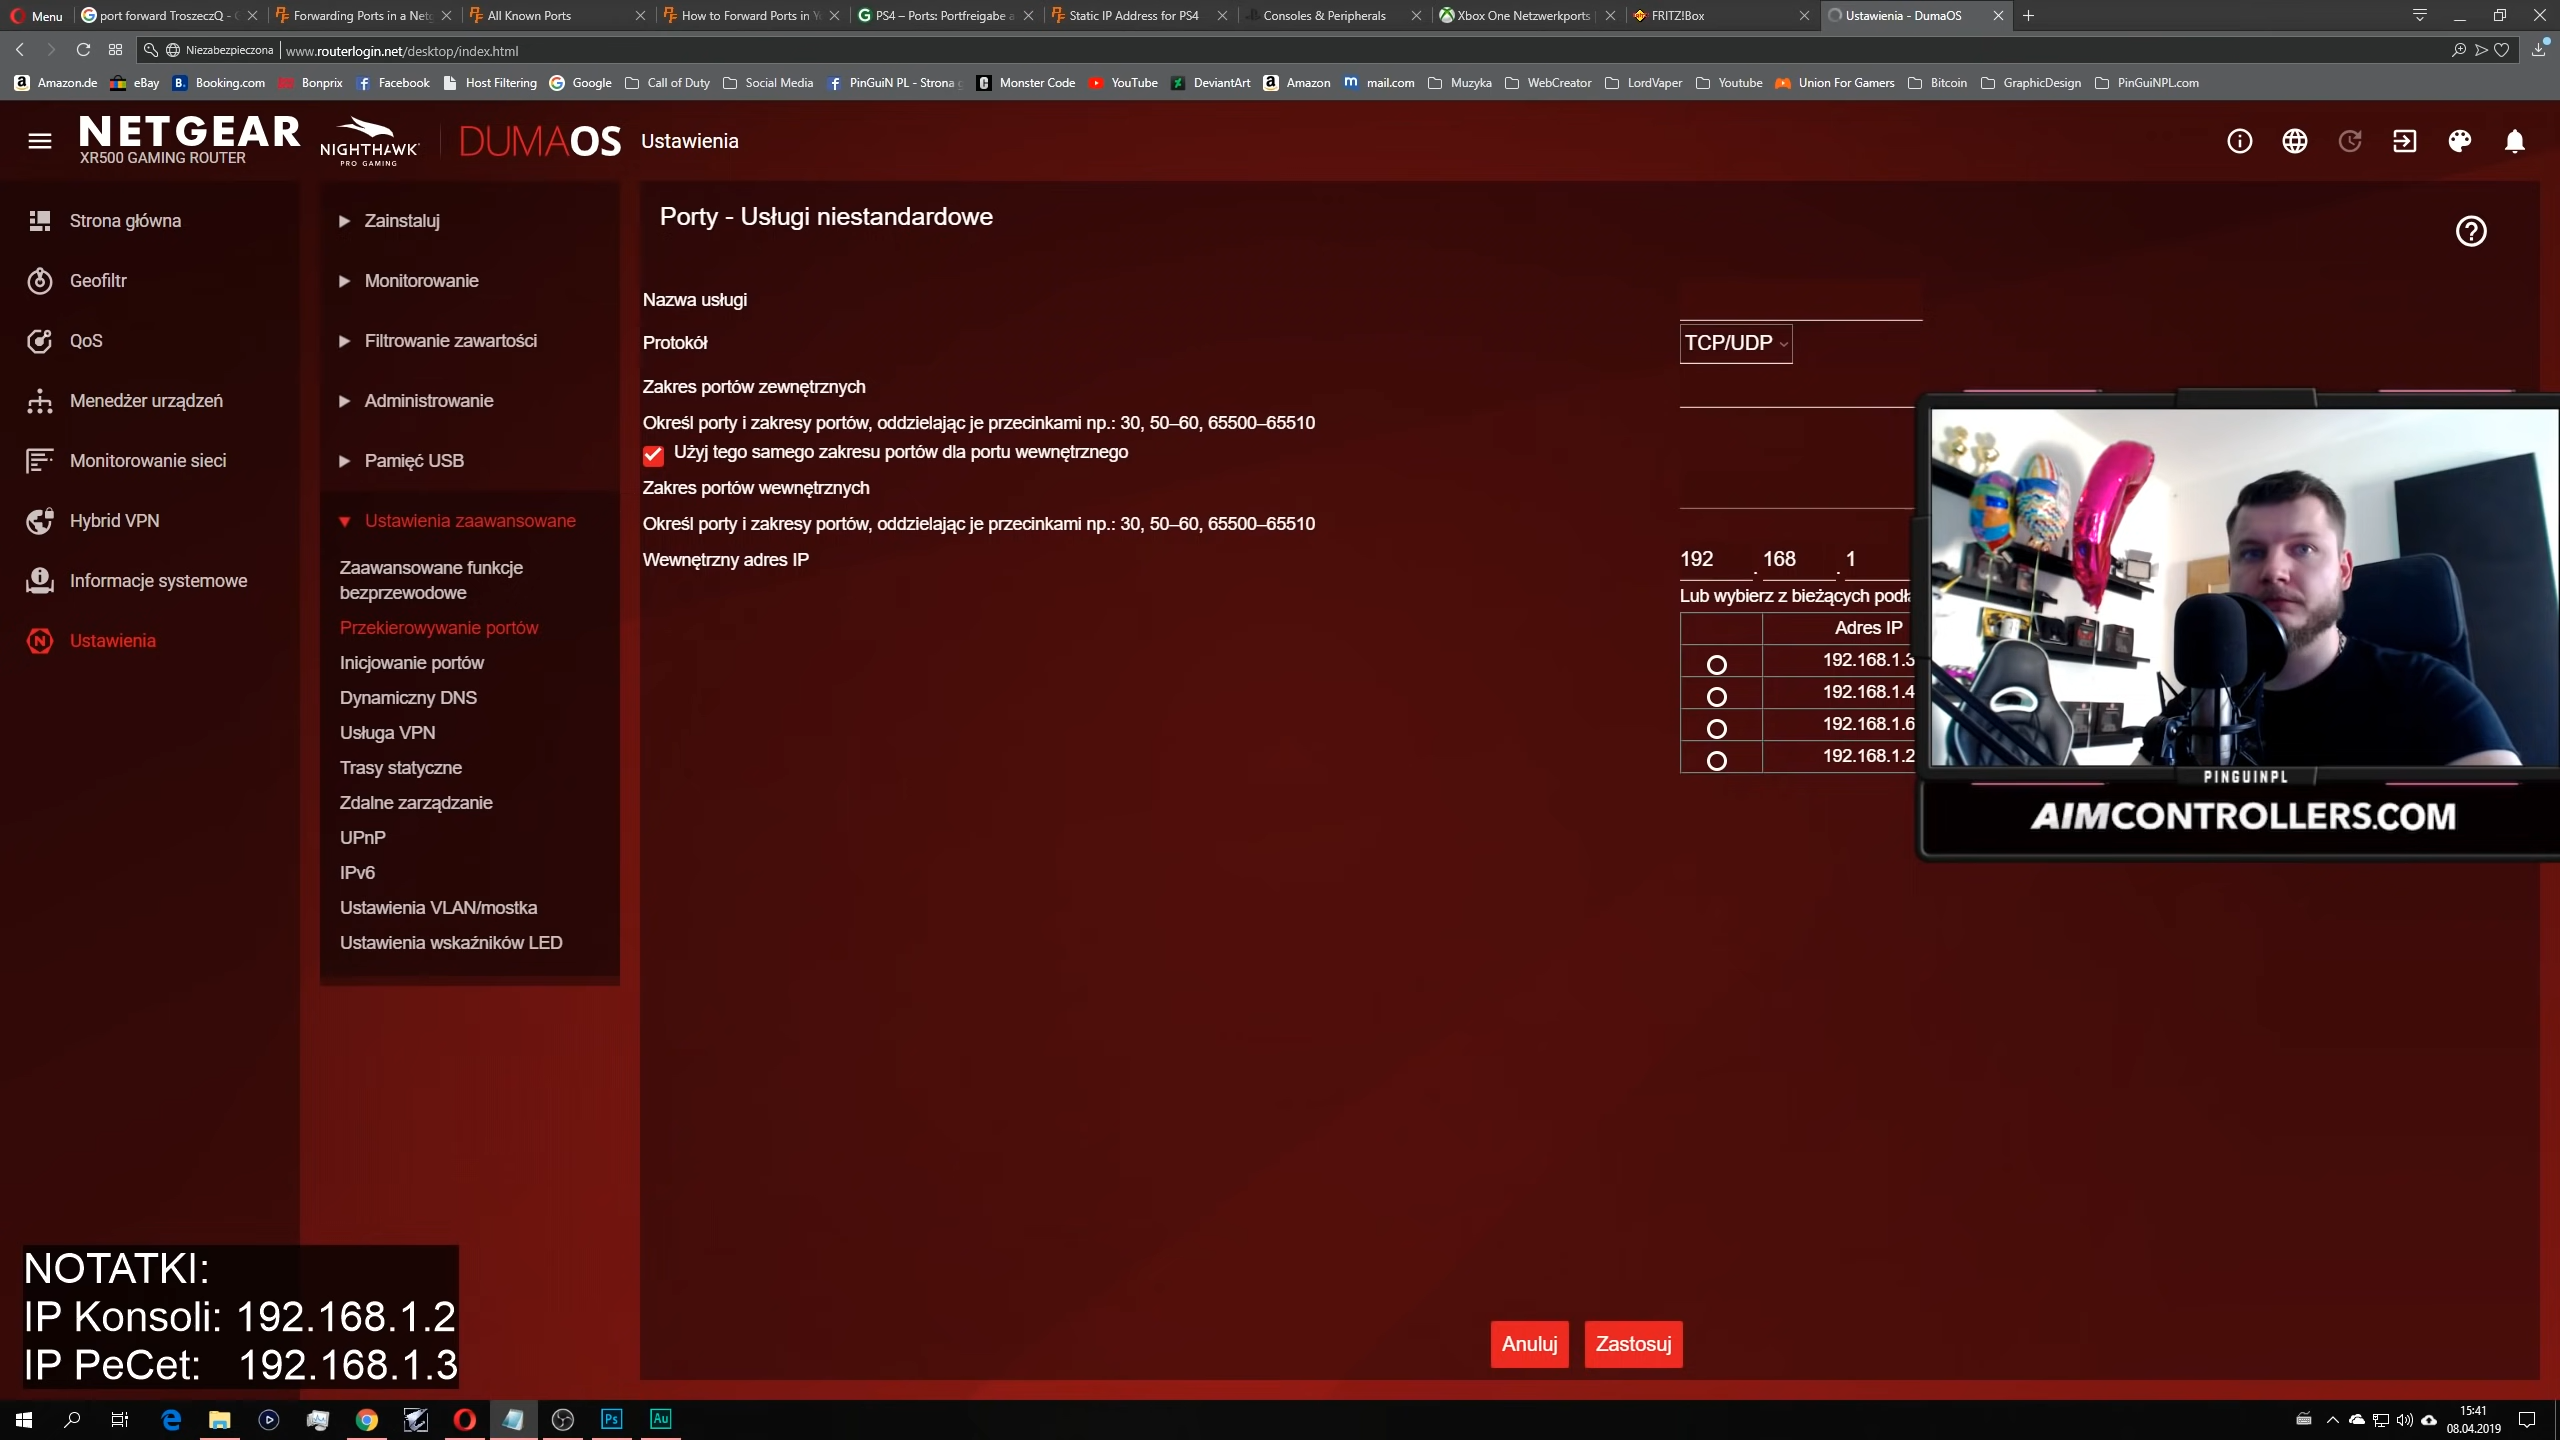 Menu
port forward TroszeczQ -
Forwarding Ports in a Netg
All Known Ports
How to Forward Ports in Y
PS4 – Ports: Portfreigabe a
Static IP Address for PS4
Consoles & Peripherals
Xbox One Netzwerkports
FRITZ!Box
Ustawienia - DumaOS
Niezabezpieczona
www.routerlogin.net/desktop/index.html
Amazon.de
eBay
Booking.com
Bonprix
Facebook
Host Filtering
Google
Call of Duty
Social Media
PinGuiN PL - Strona g
Monster Code
YouTube
DeviantArt
Amazon
mail.com
Muzyka
WebCreator
LordVaper
Youtube
Union For Gamers
Bitcoin
GraphicDesign
PinGuiNPL.com
NETGEAR
XR500 GAMING ROUTER
NIGHTHAWK
PRO GAMING
DUMAOS
Ustawienia
Strona główna
Geofiltr
QoS
Menedżer urządzeń
Monitorowanie sieci
Hybrid VPN
Informacje systemowe
Ustawienia
Zainstaluj
Monitorowanie
Filtrowanie zawartości
Administrowanie
Pamięć USB
Ustawienia zaawansowane
Zaawansowane funkcje
bezprzewodowe
Przekierowywanie portów
Inicjowanie portów
Dynamiczny DNS
Usługa VPN
Trasy statyczne
Zdalne zarządzanie
UPnP
IPv6
Ustawienia VLAN/mostka
Ustawienia wskaźników LED
Porty - Usługi niestandardowe
Nazwa usługi
Protokół
TCP/UDP
Zakres portów zewnętrznych
Określ porty i zakresy portów, oddzielając je przecinkami np.: 30, 50–60, 65500–65510
Użyj tego samego zakresu portów dla portu wewnętrznego
Zakres portów wewnętrznych
Określ porty i zakresy portów, oddzielając je przecinkami np.: 30, 50–60, 65500–65510
Wewnętrzny adres IP
192 . 168 . 1
Lub wybierz z bieżących podłą
Adres IP
192.168.1.3
192.168.1.4
192.168.1.6
192.168.1.2
PINGUINPL
AIMCONTROLLERS.COM
Anuluj
Zastosuj
NOTATKI:
IP Konsoli: 192.168.1.2
IP PeCet: 192.168.1.3
Ps
Au
15:41
08.04.2019